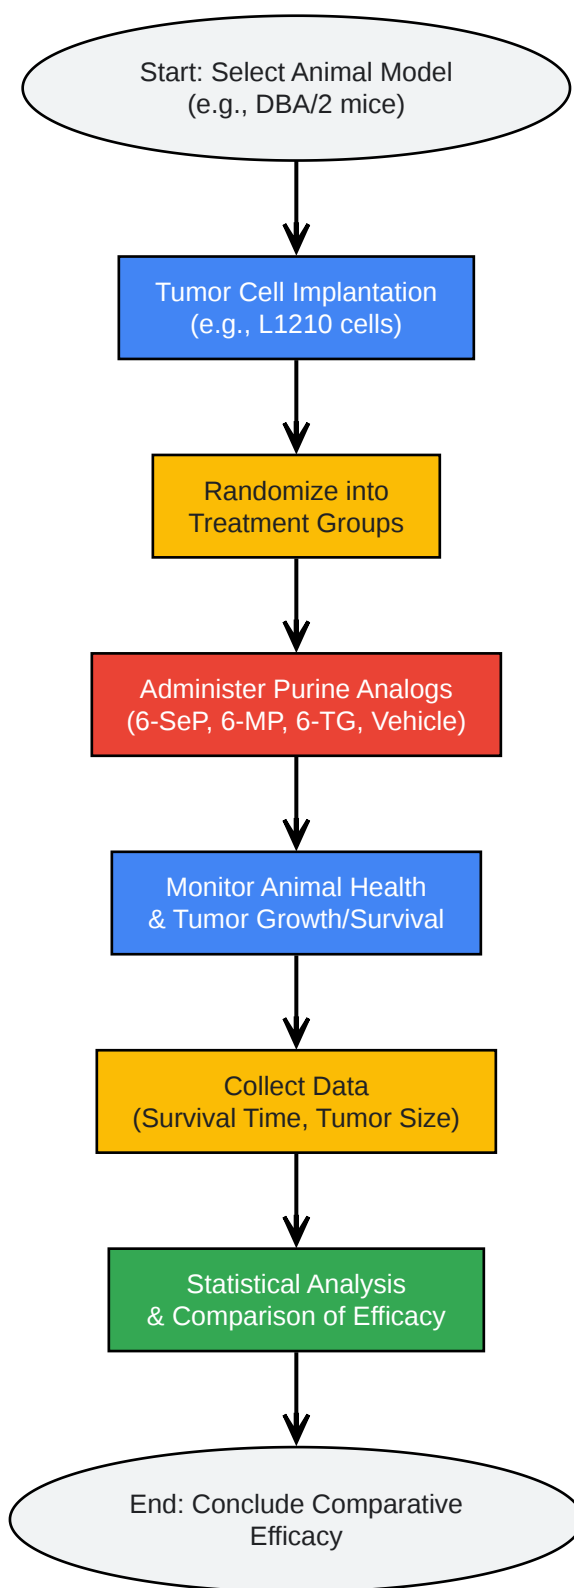 Start: Select Animal Model
(e.g., DBA/2 mice)
Tumor Cell Implantation
(e.g., L1210 cells)
Randomize into
Treatment Groups
Administer Purine Analogs
(6-SeP, 6-MP, 6-TG, Vehicle)
Monitor Animal Health
& Tumor Growth/Survival
Collect Data
(Survival Time, Tumor Size)
Statistical Analysis
& Comparison of Efficacy
End: Conclude Comparative
Efficacy